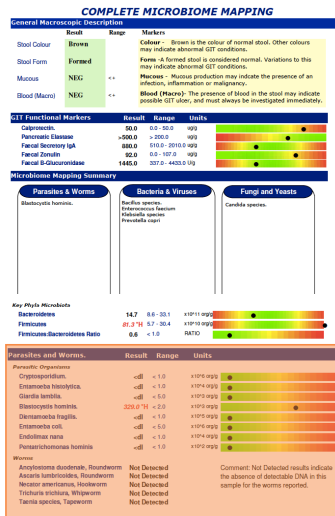 COMPLETE MICROBIOME MAPPING
General Macroscopic Description
Result Range Markers
Stool Colour Brown Colour - Brown is the colour of normal stool. Other colours may indicate abnormal GIT conditions.
Stool Form Formed Form -A formed stool is considered normal. Variations to this may indicate abnormal GIT conditions.
Mucous NEG <+ Mucous - Mucous production may indicate the presence of an infection, inflammation or malignancy.
Blood (Macro) NEG <+ Blood (Macro)- The presence of blood in the stool may indicate possible GIT ulcer, and must always be investigated immediately.
GIT Functional Markers Result Range Units
Calprotectin. 50.0 0.0 - 50.0 ug/g
Pancreatic Elastase >500.0 > 200.0 ug/g
Faecal Secretory IgA 880.0 510.0 - 2010.0 ug/g
Faecal Zonulin 92.0 0.0 - 107.0 ug/g
Faecal B-Glucuronidase 1445.0 337.0 - 4433.0 U/g
Microbiome Mapping Summary
Parasites & Worms
Blastocystis hominis.
Bacteria & Viruses
Bacillus species.
Enterococcus faecium
Klebsiella species
Prevotella copri
Fungi and Yeasts
Candida species.
Key Phyla Microbiota
Bacteroidetes 14.7 8.6 - 33.1 x10^11 org/g
Firmicutes 81.3 *H 5.7 - 30.4 x10^10 org/g
Firmicutes:Bacteroidetes Ratio 0.6 < 1.0 RATIO
Parasites and Worms. Result Range Units
Parasitic Organisms
Cryptosporidium. <dl < 1.0 x10^6 org/g
Entamoeba histolytica. <dl < 1.0 x10^4 org/g
Giardia lamblia. <dl < 5.0 x10^3 org/g
Blastocystis hominis. 320.0 *H < 2.0 x10^3 org/g
Dientamoeba fragilis. <dl < 1.0 x10^5 org/g
Entamoeba coli. <dl < 5.0 x10^6 org/g
Endolimax nana <dl < 1.0 x10^4 org/g
Pentatrichomonas hominis <dl < 1.0 x10^2 org/g
Worms
Ancylostoma duodenale, Roundworm Not Detected
Ascaris lumbricoides, Roundworm Not Detected
Necator americanus, Hookworm Not Detected
Trichuris trichiura, Whipworm Not Detected
Taenia species, Tapeworm Not Detected
Comment: Not Detected results indicate the absence of detectable DNA in this sample for the worms reported.